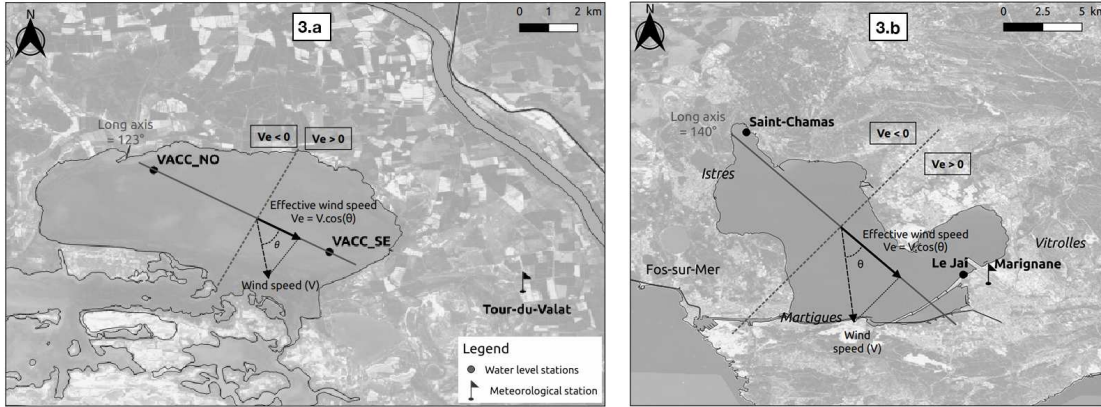 N
3.a
0 1 2 km
Long axis
= 123°
Ve < 0
Ve > 0
VACC_NO
Effective wind speed
Ve = V.cos(θ)
θ
VACC_SE
Wind speed (V)
Tour-du-Valat
Legend
Water level stations
Meteorological station
N
3.b
0 2.5 5 km
Long axis
= 140°
Saint-Chamas
Ve < 0
Ve > 0
Istres
Effective wind speed
Ve = V.cos(θ)
θ
Vitrolles
Le Jai
Marignane
Fos-sur-Mer
Martigues
Wind
speed (V)